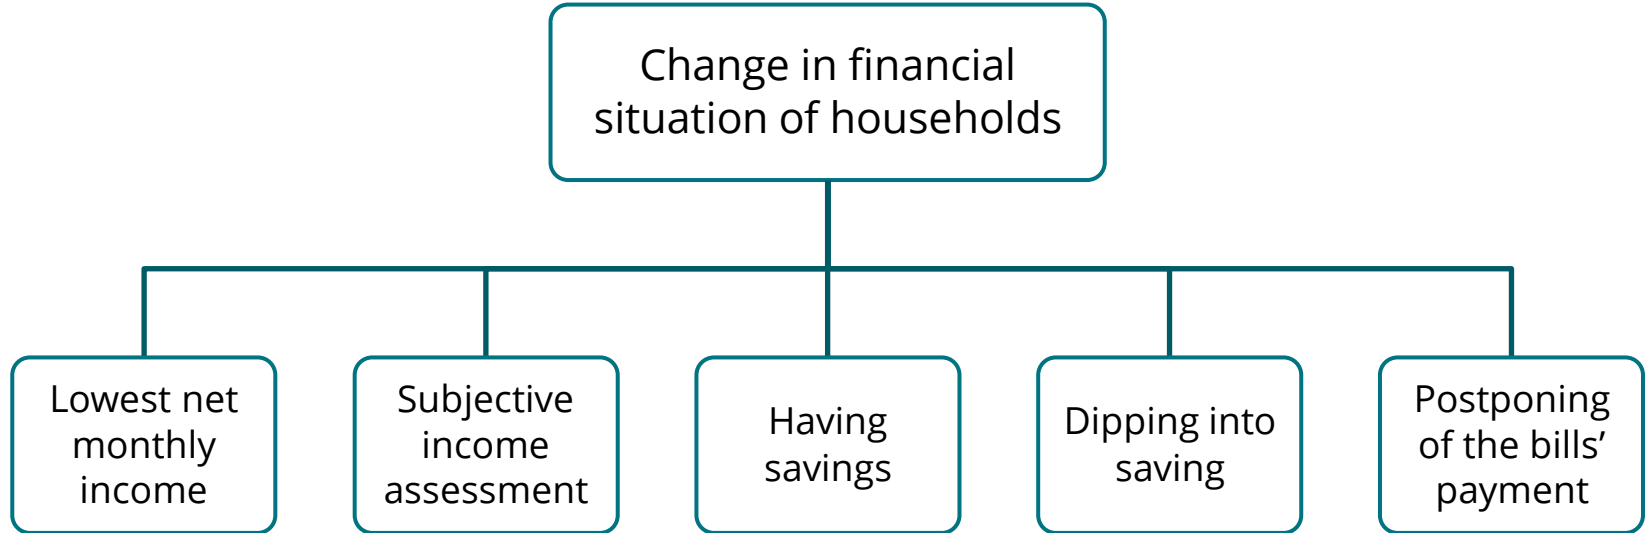 Change in financial
situation of households
Lowest net
monthly
income
Subjective
income
assessment
Having
savings
Dipping into
saving
Postponing
of the bills’
payment